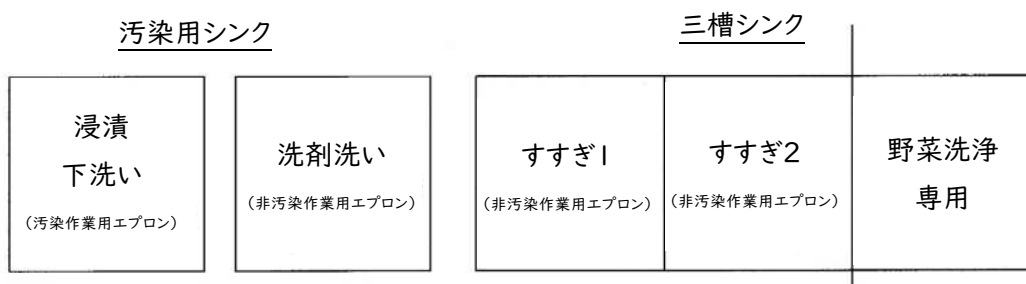 汚染用シンク
三槽シンク
浸漬
下洗い
(汚染作業用エプロン)
洗剤洗い
(非汚染作業用エプロン)
すすぎ1
(非汚染作業用エプロン)
すすぎ2
(非汚染作業用エプロン)
野菜洗浄
専用